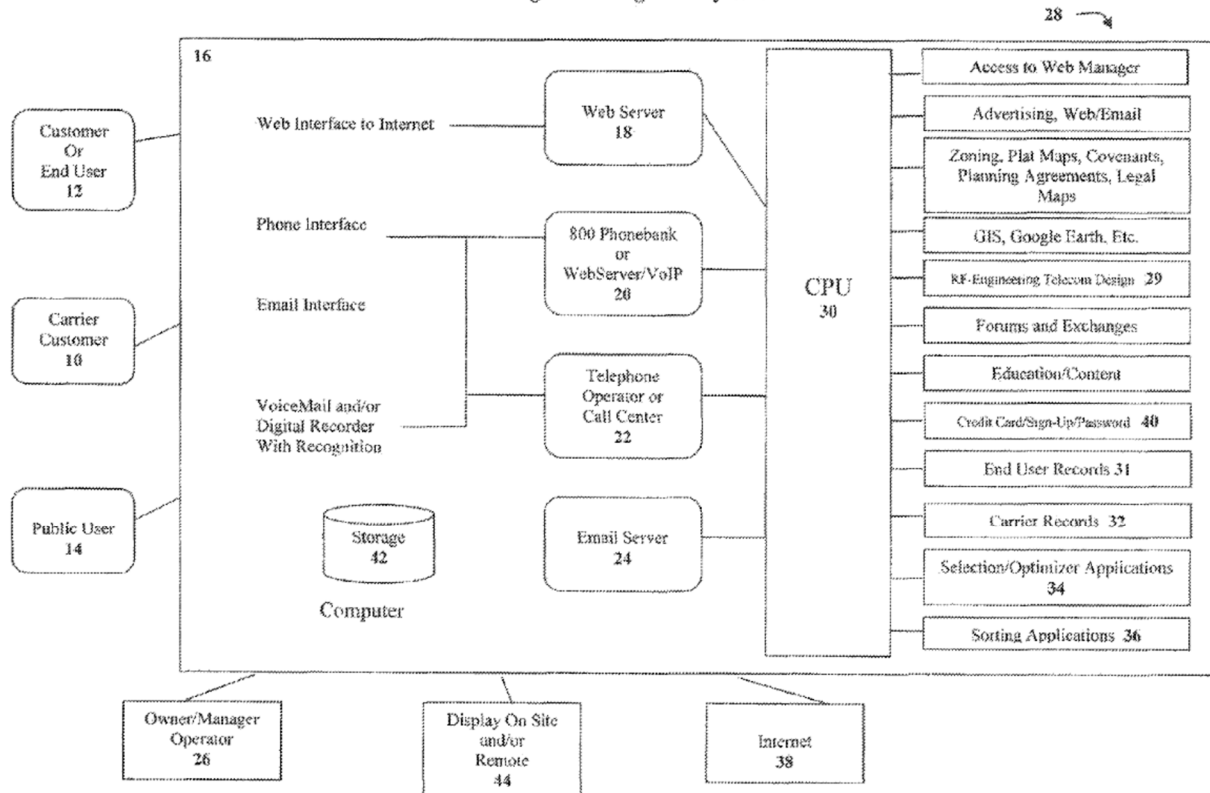 28
16
Customer
Or
End User
12
Carrier
Customer
10
Public User
14
Web Interface to Internet
Phone Interface
Email Interface
VoiceMail and/or
Digital Recorder
With Recognition
Storage
42
Computer
Web Server
18
800 Phonebank
or
WebServer/VoIP
20
Telephone
Operator or
Call Center
22
Email Server
24
CPU
30
Access to Web Manager
Advertising, Web/Email
Zoning, Plat Maps, Covenants,
Planning Agreements, Legal
Maps
GIS, Google Earth, Etc.
RF-Engineering Telecom Design 29
Forums and Exchanges
Education/Content
Credit Card/Sign-Up/Password 40
End User Records 31
Carrier Records 32
Selection/Optimizer Applications
34
Sorting Applications 36
Owner/Manager
Operator
26
Display On Site
and/or
Remote
44
Internet
38